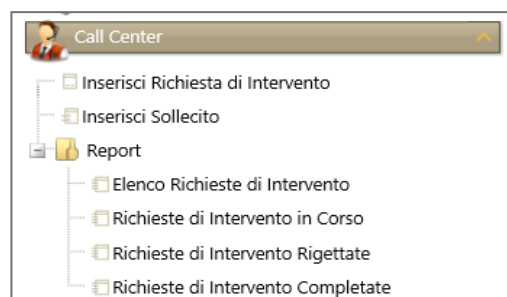 Call Center
Inserisci Richiesta di Intervento
Inserisci Sollecito
Report
Elenco Richieste di Intervento
Richieste di Intervento in Corso
Richieste di Intervento Rigettate
Richieste di Intervento Completate